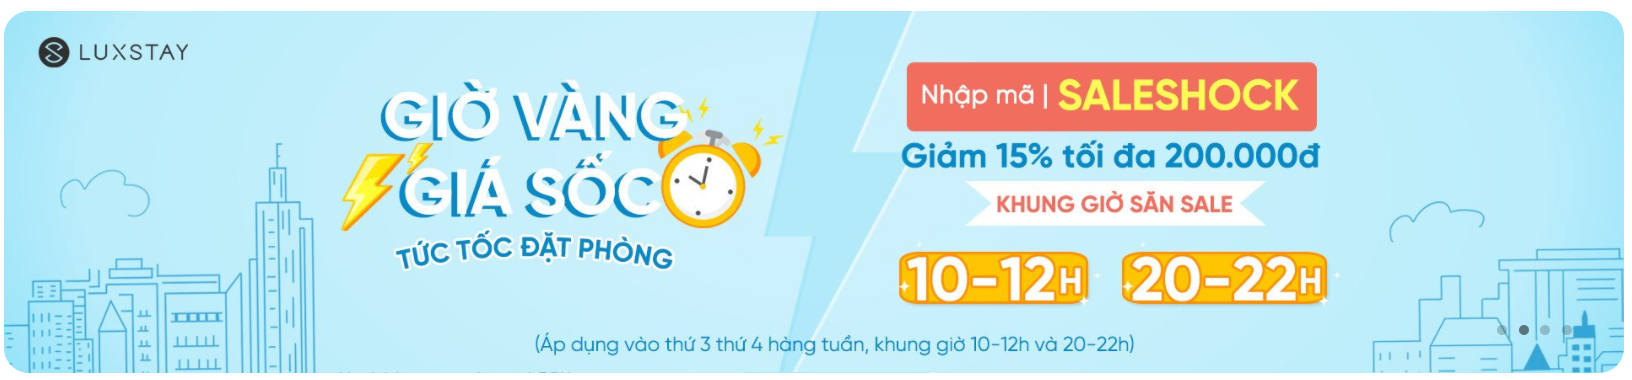 LUXSTAY
GIỜ VÀNG
GIÁ SỐC
TỨC TỐC ĐẶT PHÒNG
Nhập mã | SALESHOCK
Giảm 15% tối đa 200.000đ
KHUNG GIỜ SĂN SALE
10-12H 20-22H
(Áp dụng vào thứ 3 thứ 4 hàng tuần, khung giờ 10-12h và 20-22h)